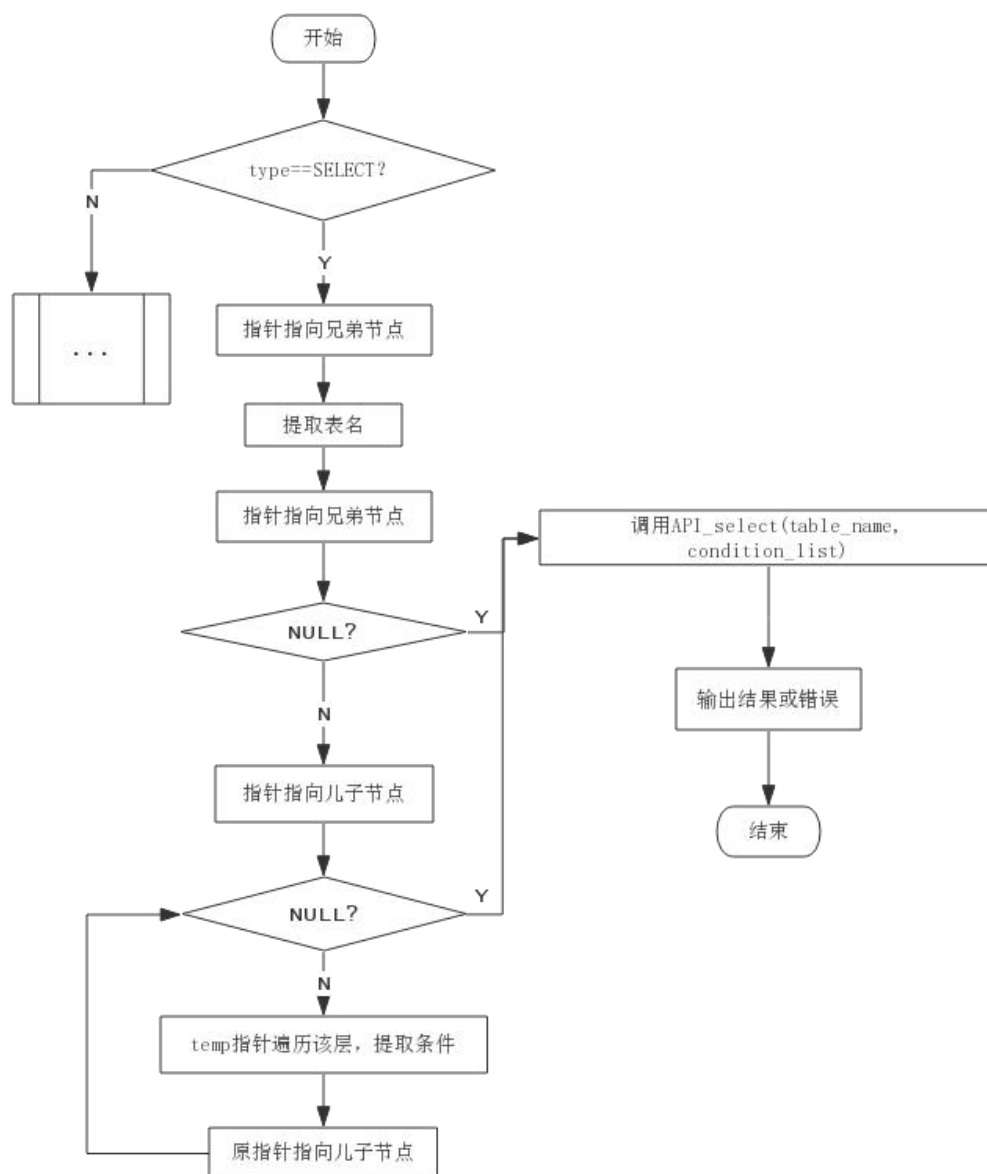 开始
type==SELECT?
N
Y
...
指针指向兄弟节点
提取表名
指针指向兄弟节点
调用API_select(table_name,
condition_list)
NULL?
Y
N
输出结果或错误
指针指向儿子节点
结束
NULL?
Y
N
temp指针遍历该层，提取条件
原指针指向儿子节点